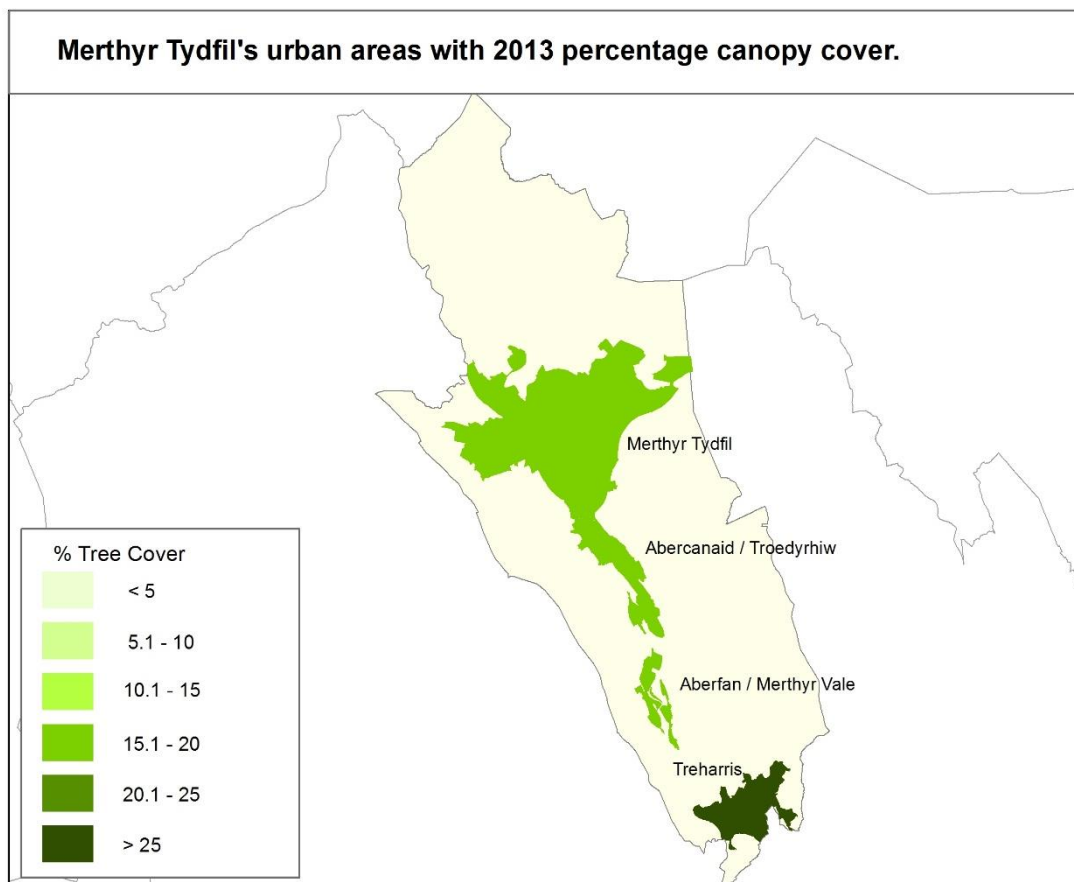 Merthyr Tydfil's urban areas with 2013 percentage canopy cover.
Merthyr Tydfil
Abercanaid / Troedyrhiw
Aberfan / Merthyr Vale
Treharris
% Tree Cover
< 5
5.1 - 10
10.1 - 15
15.1 - 20
20.1 - 25
> 25